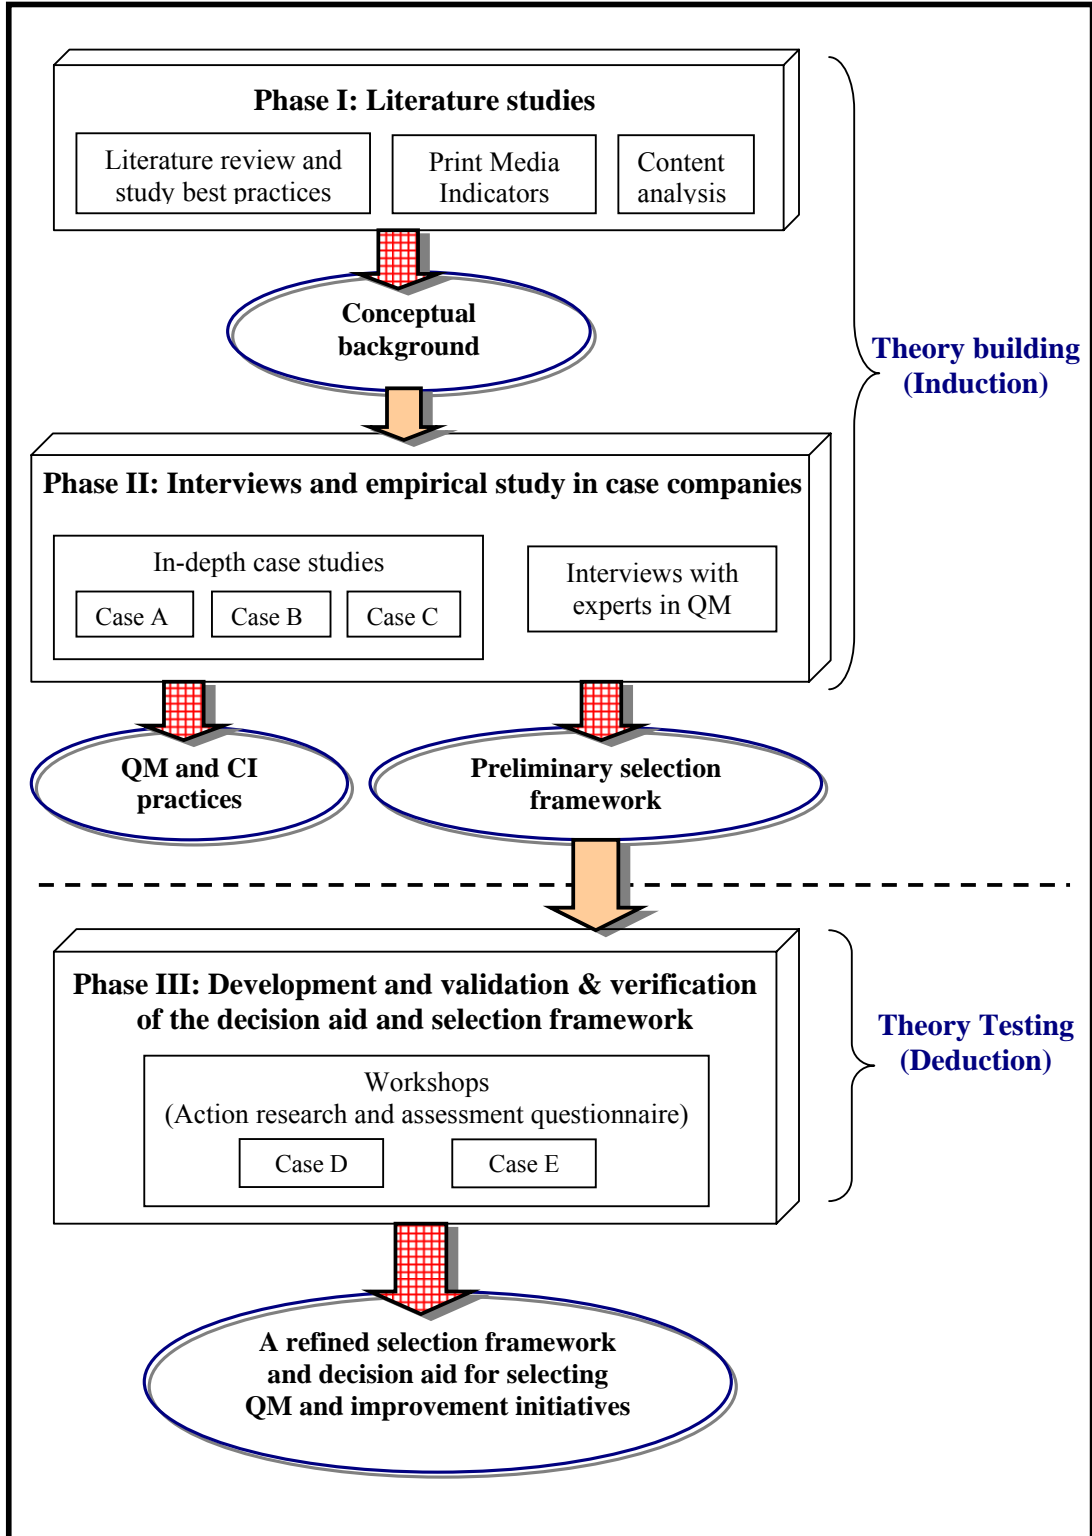 Phase I: Literature studies
Literature review and
study best practices
Print Media
Indicators
Content
analysis
Conceptual
background
Theory building
(Induction)
Phase II: Interviews and empirical study in case companies
In-depth case studies
Case A
Case B
Case C
Interviews with
experts in QM
QM and CI
practices
Preliminary selection
framework
Phase III: Development and validation & verification
of the decision aid and selection framework
Workshops
(Action research and assessment questionnaire)
Case D
Case E
Theory Testing
(Deduction)
A refined selection framework
and decision aid for selecting
QM and improvement initiatives